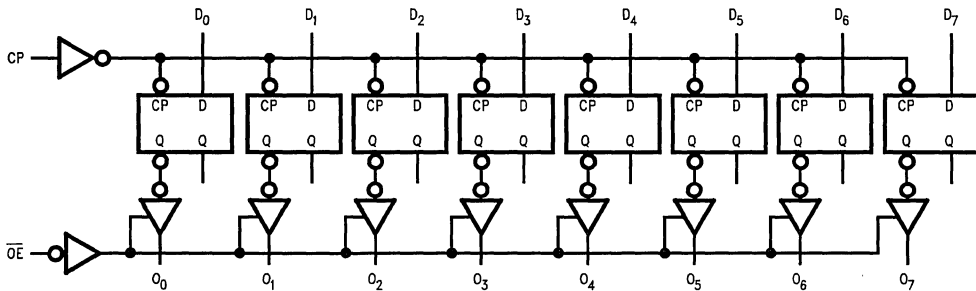 D0 D1 D2 D3 D4 D5 D6 D7
CP
CP D CP D CP D CP D CP D CP D CP D CP D
Q Q Q Q Q Q Q Q Q Q Q Q Q Q Q Q
OE
O0 O1 O2 O3 O4 O5 O6 O7